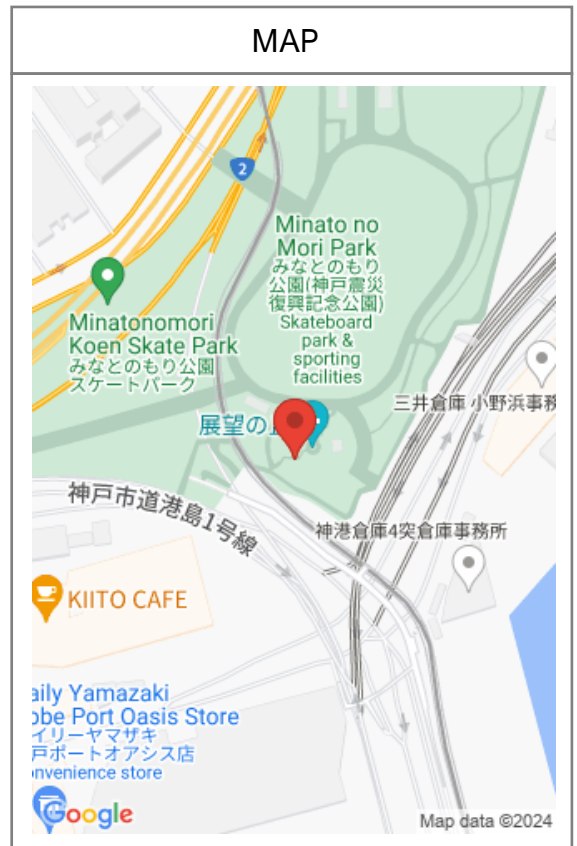 MAP
2
Minato no
Mori Park
みなとのもり
公園(神戸震災
復興記念公園)
Skateboard
park &
sporting
facilities
Minatonomori
Koen Skate Park
みなとのもり公園
スケートパーク
三井倉庫 小野浜事務
展望の
神戸市道港島1号線
神港倉庫4突倉庫事務所
KIITO CAFE
aily Yamazaki
obe Port Oasis Store
イリーヤマザキ
戸ポートオアシス店
onvenience store
Google
Map data ©2024